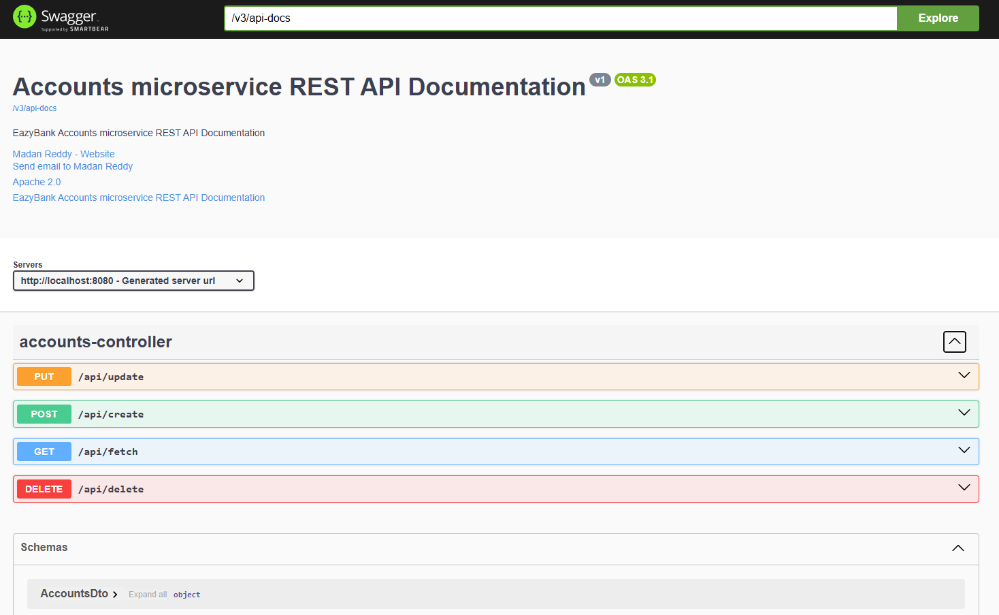 Swagger
Supported by SMARTBEAR
/v3/api-docs
Explore
Accounts microservice REST API Documentation v1 OAS 3.1
/v3/api-docs
EazyBank Accounts microservice REST API Documentation
Madan Reddy - Website
Send email to Madan Reddy
Apache 2.0
EazyBank Accounts microservice REST API Documentation
Servers
http://localhost:8080 - Generated server url
accounts-controller
PUT /api/update
POST /api/create
GET /api/fetch
DELETE /api/delete
Schemas
AccountsDto Expand all object